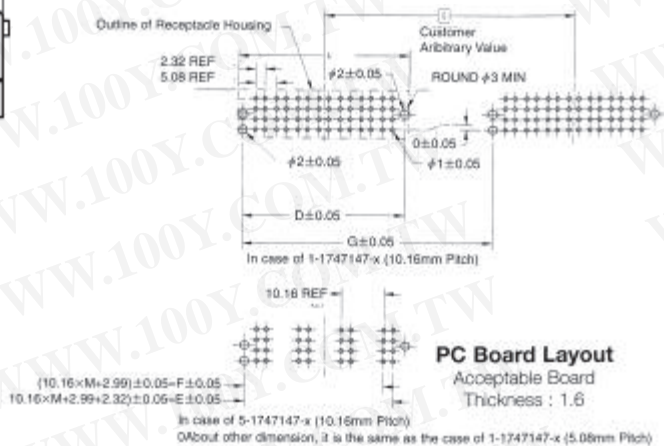 Outline of Receptacle Housing
Customer
Aribitrary Value
2.32 REF
5.08 REF
φ2±0.05
ROUND φ3 MIN
0±0.05
φ2±0.05
φ1±0.05
D±0.05
G±0.05
In case of 1-1747147-x (10.16mm Pitch)
10.16 REF
PC Board Layout
Acceptable Board
Thickness : 1.6
(10.16×M+2.99)±0.05=F±0.05
10.16×M+2.99+2.32)±0.05=E±0.05
In case of 5-1747147-x (10.16mm Pitch)
0About other dimension, it is the same as the case of 1-1747147-x (5.08mm Pitch)
WWW.100Y.COM.TW